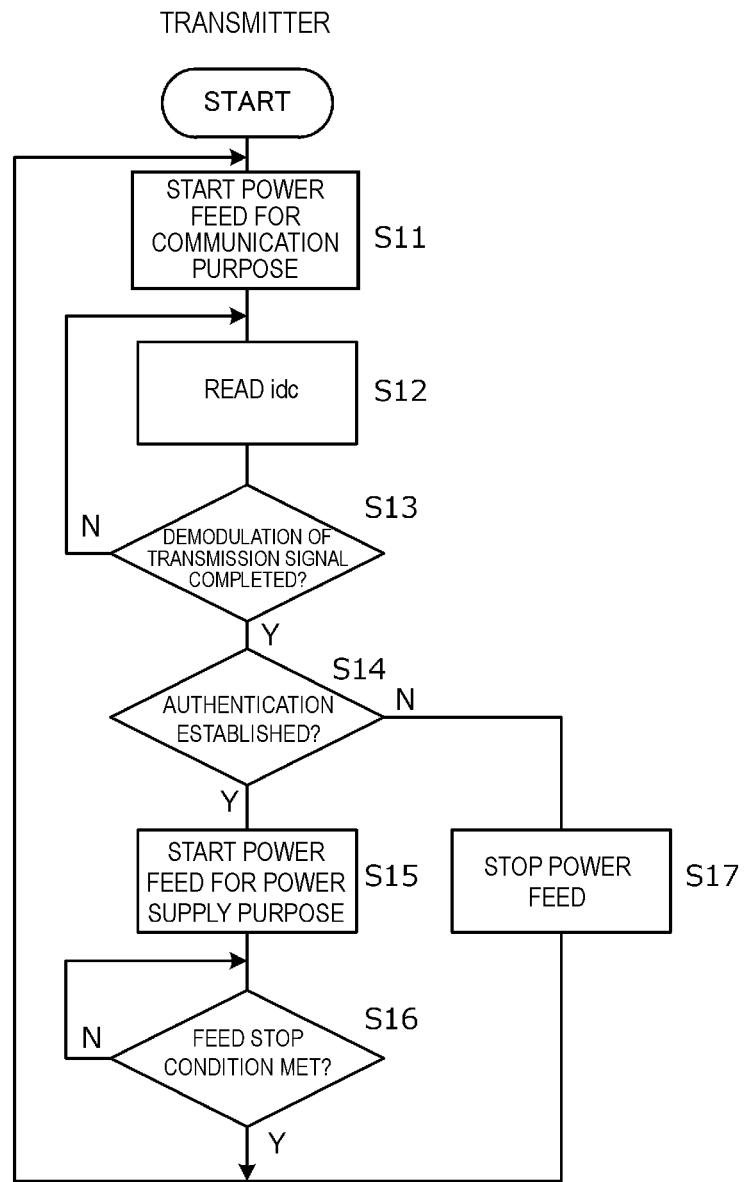 TRANSMITTER
START
START POWER
FEED FOR
COMMUNICATION
PURPOSE
S11
READ idc
S12
S13
N
DEMODULATION OF
TRANSMISSION SIGNAL
COMPLETED?
Y
S14
N
AUTHENTICATION
ESTABLISHED?
Y
START POWER
FEED FOR POWER
SUPPLY PURPOSE
S15
STOP POWER
FEED
S17
S16
N
FEED STOP
CONDITION MET?
Y